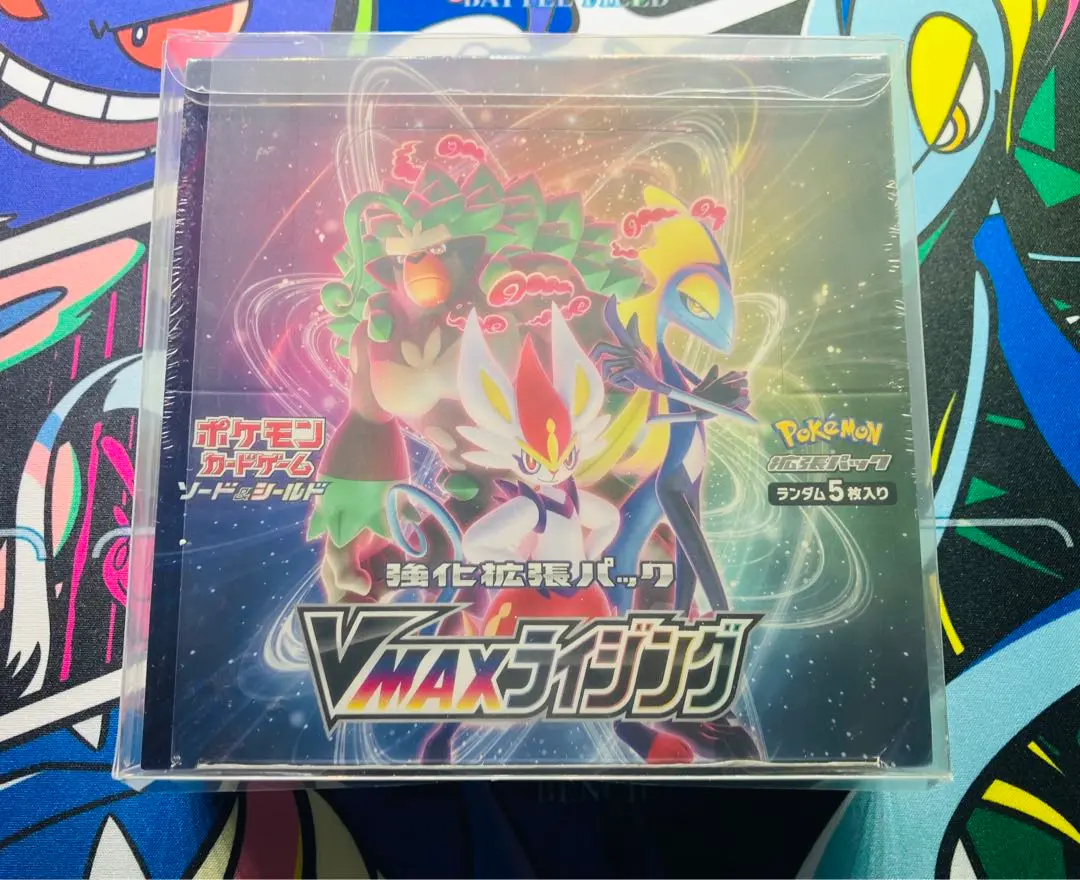 BATTLE
ポケモン
カードゲーム
ソード&シールド
Pokémon
拡張パック
ランダム5枚入り
強化拡張パック
VMAXライジング
BENCH